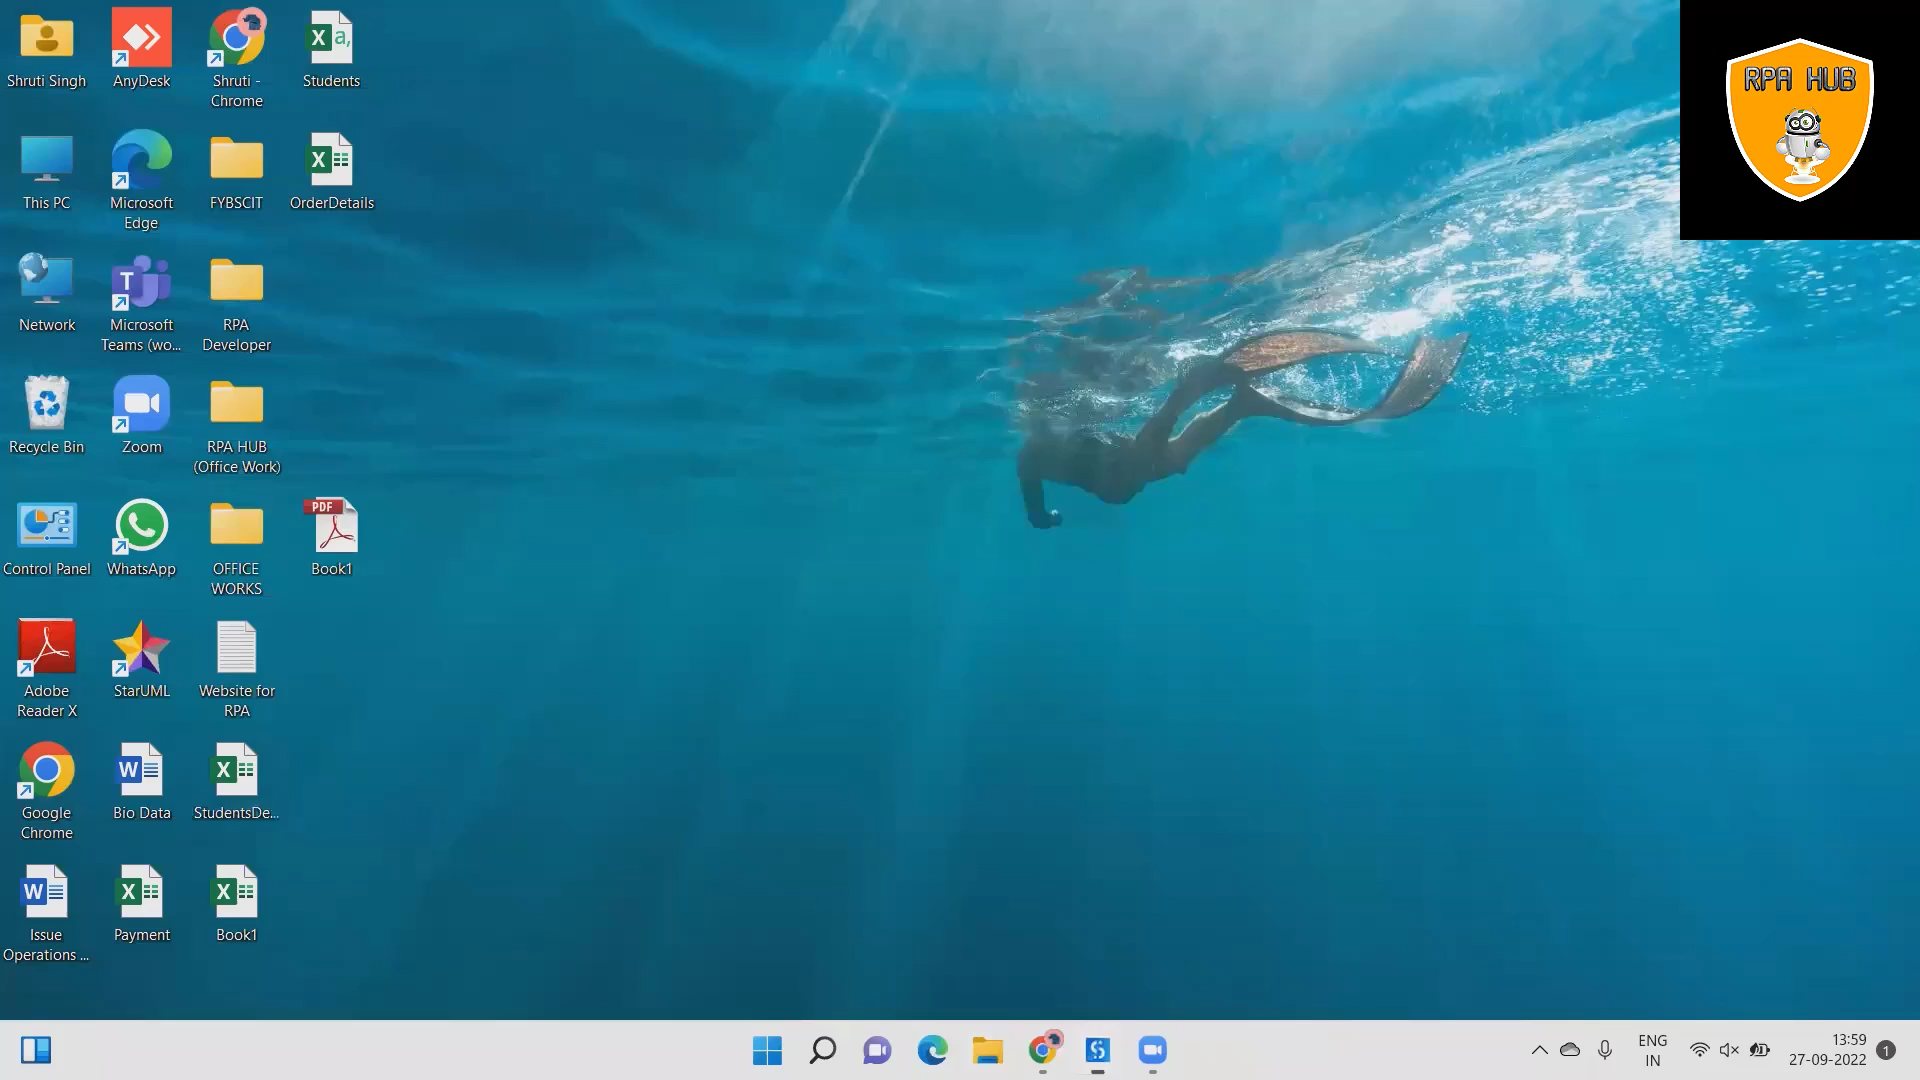 Shruti Singh
AnyDesk
Shruti -
Chrome
a,
Students
RPA HUB
This PC
Microsoft
Edge
FYBSCIT
OrderDetails
Network
T
Microsoft
Teams (wo...
RPA
Developer
Recycle Bin
Zoom
RPA HUB
(Office Work)
Control Panel
WhatsApp
OFFICE
WORKS
PDF
Book1
Adobe
Reader X
StarUML
Website for
RPA
Google
Chrome
W
Bio Data
X
StudentsDe...
W
Issue
Operations ...
X
Payment
X
Book1
ENG
IN
13:59
27-09-2022
1